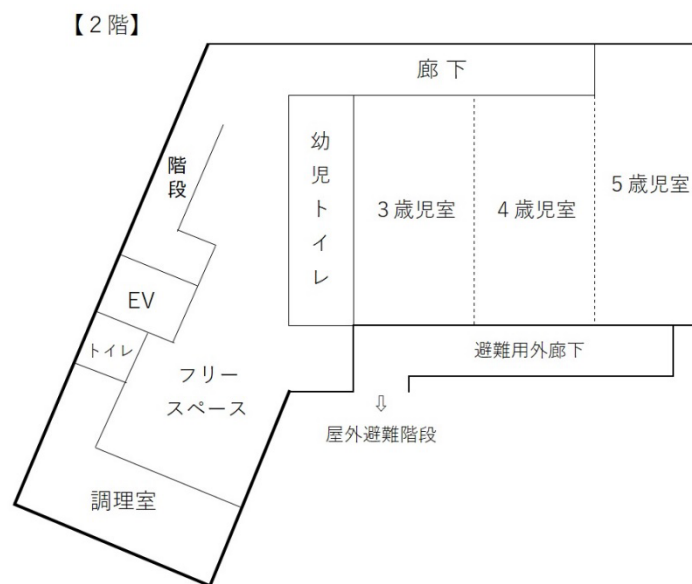 【2階】
廊下
階段
幼児トイレ
3歳児室
4歳児室
5歳児室
EV
トイレ
フリー
スペース
避難用外廊下
⇩
屋外避難階段
調理室